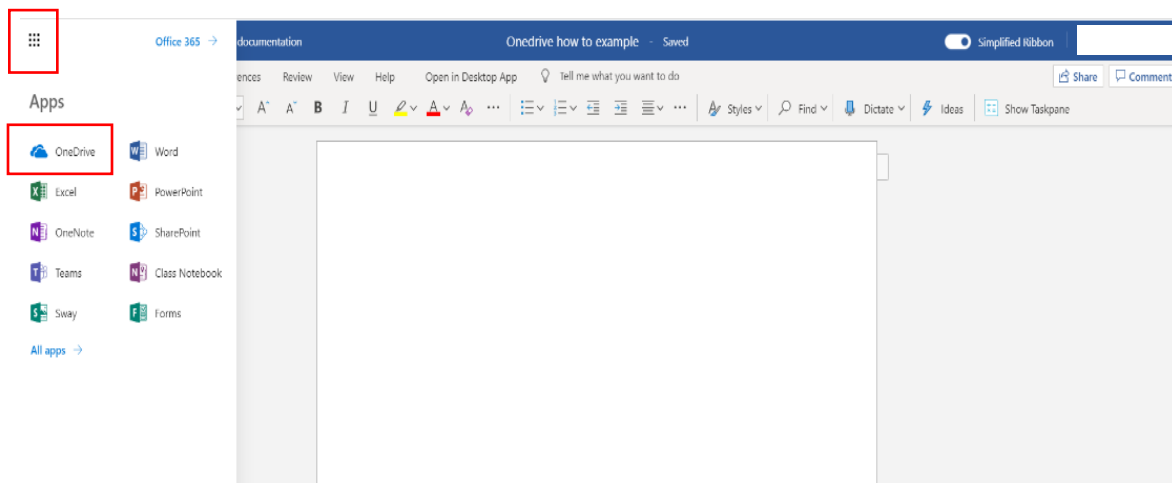 Office 365 → documentation Onedrive how to example - Saved Simplified Ribbon
ences Review View Help Open in Desktop App Tell me what you want to do Share Comment
Apps
A^ A˅ B I U A A ··· ··· Styles Find Dictate Ideas Show Taskpane
OneDrive Word
Excel PowerPoint
OneNote SharePoint
Teams Class Notebook
Sway Forms
All apps →